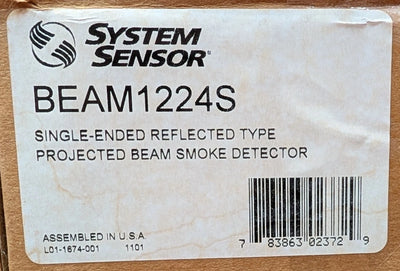 SYSTEM
SENSOR®
BEAM1224S
SINGLE-ENDED REFLECTED TYPE
PROJECTED BEAM SMOKE DETECTOR
ASSEMBLED IN U.S.A
L01-1674-001 1101
7 83863 02372 9